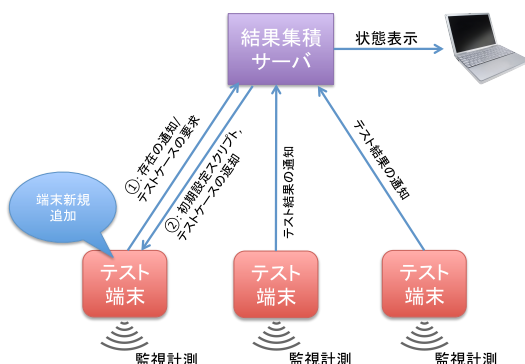 結果集積
サーバ
状態表示
①: 存在の通知/
テストケースの要求
②: 初期設定スクリプト,
テストケースの返却
テスト結果の通知
テスト結果の通知
端末新規
追加
テスト
端末
テスト
端末
テスト
端末
監視計測
監視計測
監視計測